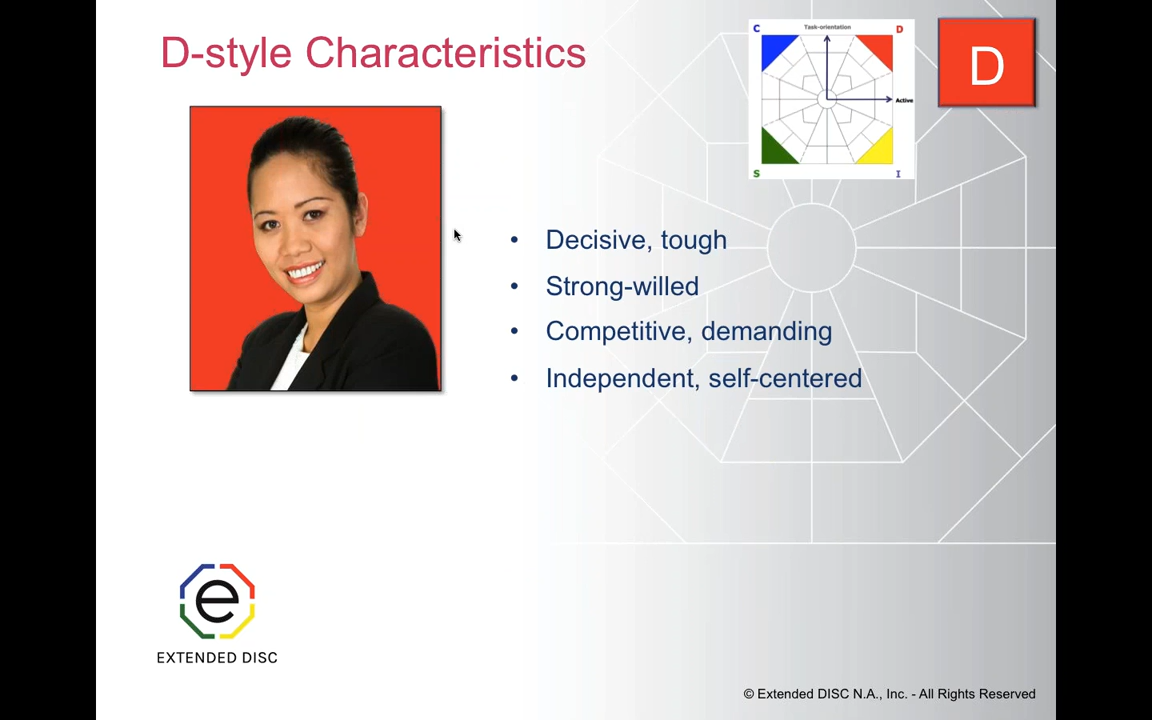 D-style Characteristics
Task-orientation
C
D
D
Active
S
I
• Decisive, tough
• Strong-willed
• Competitive, demanding
• Independent, self-centered
e
EXTENDED DISC
© Extended DISC N.A., Inc. - All Rights Reserved